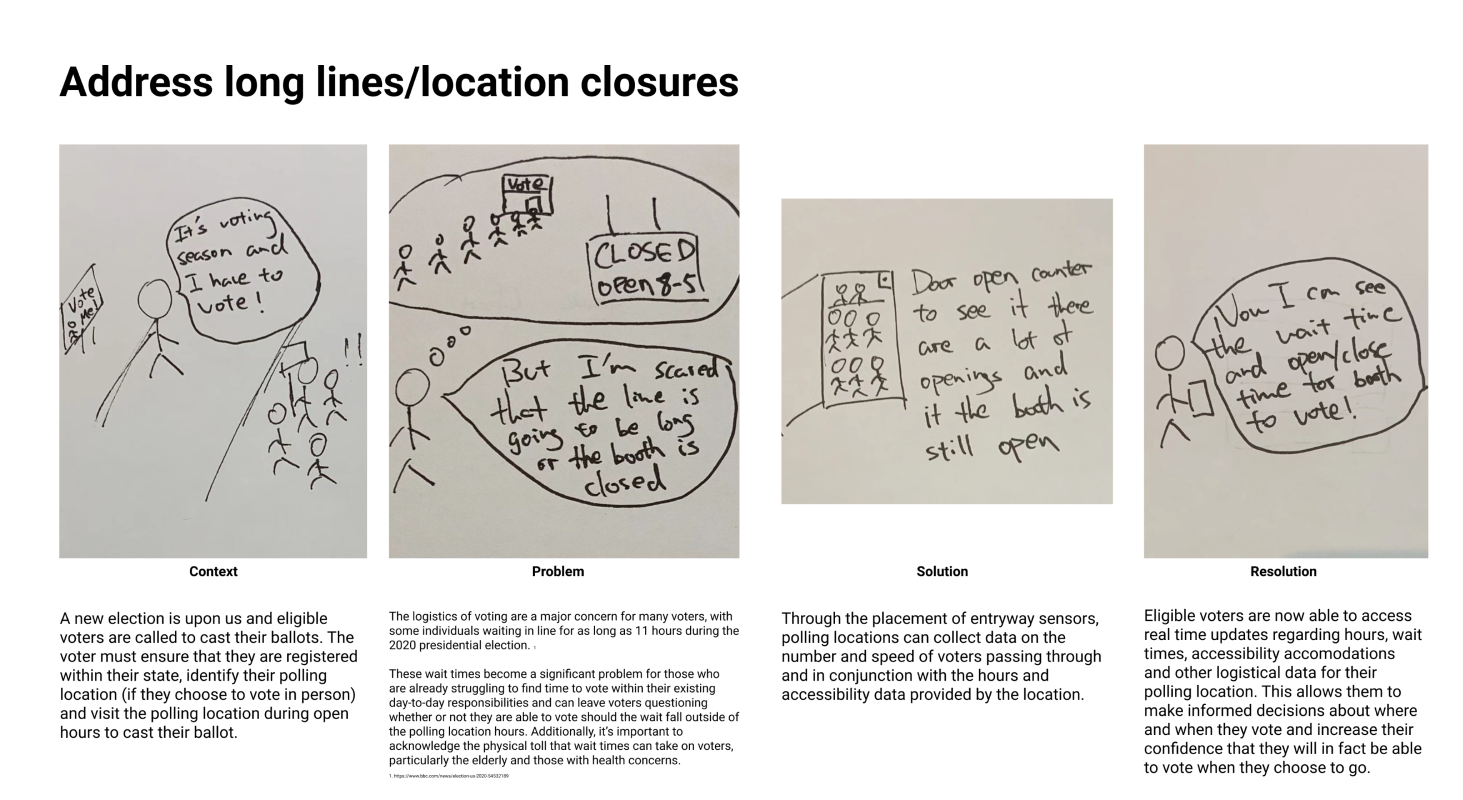 Address long lines/location closures
Vote
Me!
It's voting
season and
I have to
vote!
!!
Context
A new election is upon us and eligible
voters are called to cast their ballots. The
voter must ensure that they are registered
within their state, identify their polling
location (if they choose to vote in person)
and visit the polling location during open
hours to cast their ballot.
Vote
CLOSED
OPEN 8-5
But I'm scared
that the line is
going to be long
or the booth is
closed
Problem
The logistics of voting are a major concern for many voters, with
some individuals waiting in line for as long as 11 hours during the
2020 presidential election. 1
These wait times become a significant problem for those who
are already struggling to find time to vote within their existing
day-to-day responsibilities and can leave voters questioning
whether or not they are able to vote should the wait fall outside of
the polling location hours. Additionally, it's important to
acknowledge the physical toll that wait times can take on voters,
particularly the elderly and those with health concerns.
1. https://www.bbc.com/news/election-us-2020-54532189
Door open counter
to see if there
are a lot of
openings and
if the booth is
still open
Solution
Through the placement of entryway sensors,
polling locations can collect data on the
number and speed of voters passing through
and in conjunction with the hours and
accessibility data provided by the location.
Now I can see
the wait time
and open/close
time for booth
to vote!
Resolution
Eligible voters are now able to access
real time updates regarding hours, wait
times, accessibility accomodations
and other logistical data for their
polling location. This allows them to
make informed decisions about where
and when they vote and increase their
confidence that they will in fact be able
to vote when they choose to go.